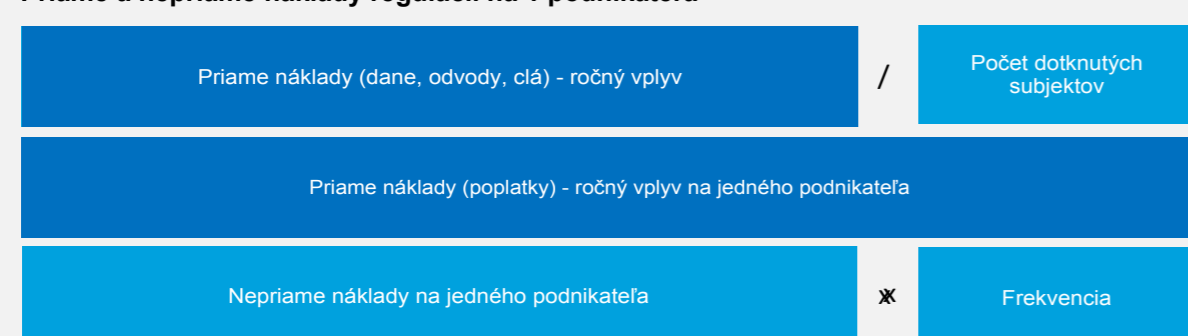 Priame náklady (dane, odvody, clá) - ročný vplyv
/
Počet dotknutých
subjektov
Priame náklady (poplatky) - ročný vplyv na jedného podnikateľa
Nepriame náklady na jedného podnikateľa
x
Frekvencia